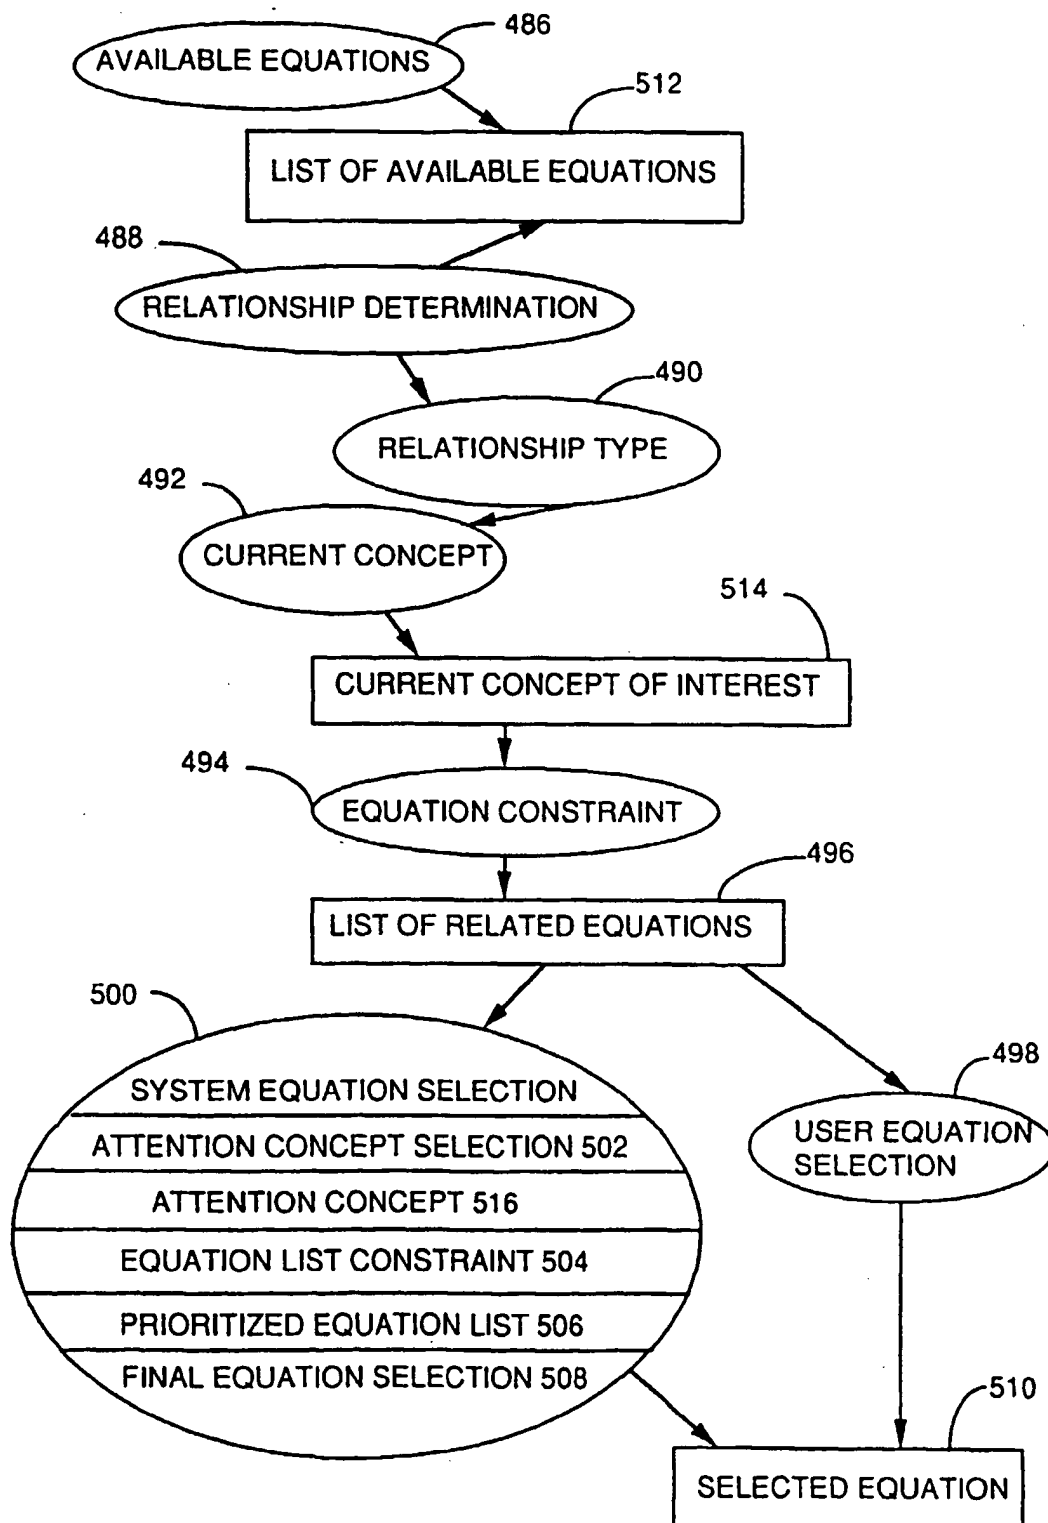 486
AVAILABLE EQUATIONS
512
LIST OF AVAILABLE EQUATIONS
488
RELATIONSHIP DETERMINATION
490
RELATIONSHIP TYPE
492
CURRENT CONCEPT
514
CURRENT CONCEPT OF INTEREST
494
EQUATION CONSTRAINT
496
LIST OF RELATED EQUATIONS
500
SYSTEM EQUATION SELECTION
ATTENTION CONCEPT SELECTION 502
ATTENTION CONCEPT 516
EQUATION LIST CONSTRAINT 504
PRIORITIZED EQUATION LIST 506
FINAL EQUATION SELECTION 508
498
USER EQUATION
SELECTION
510
SELECTED EQUATION